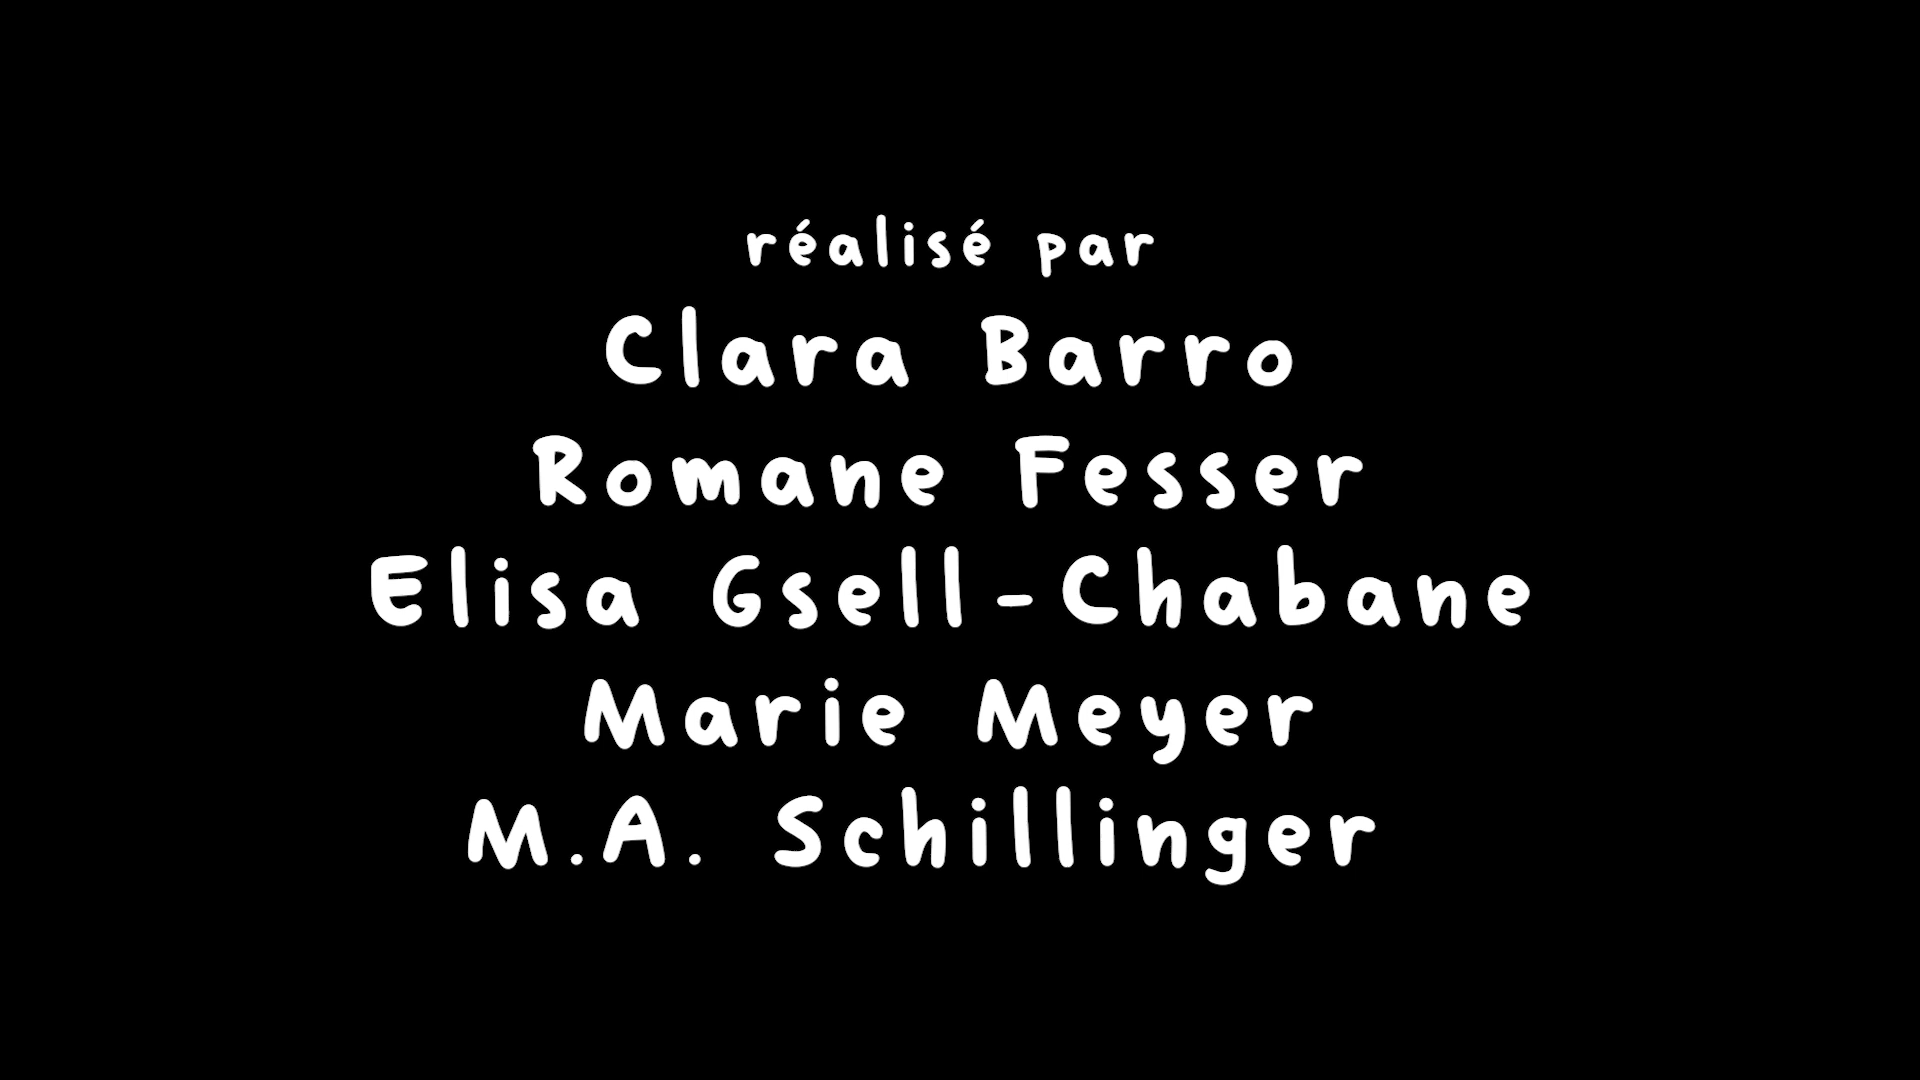 réalisé par
Clara Barro
Romane Fesser
Elisa Gsell-Chabane
Marie Meyer
M.A. Schillinger